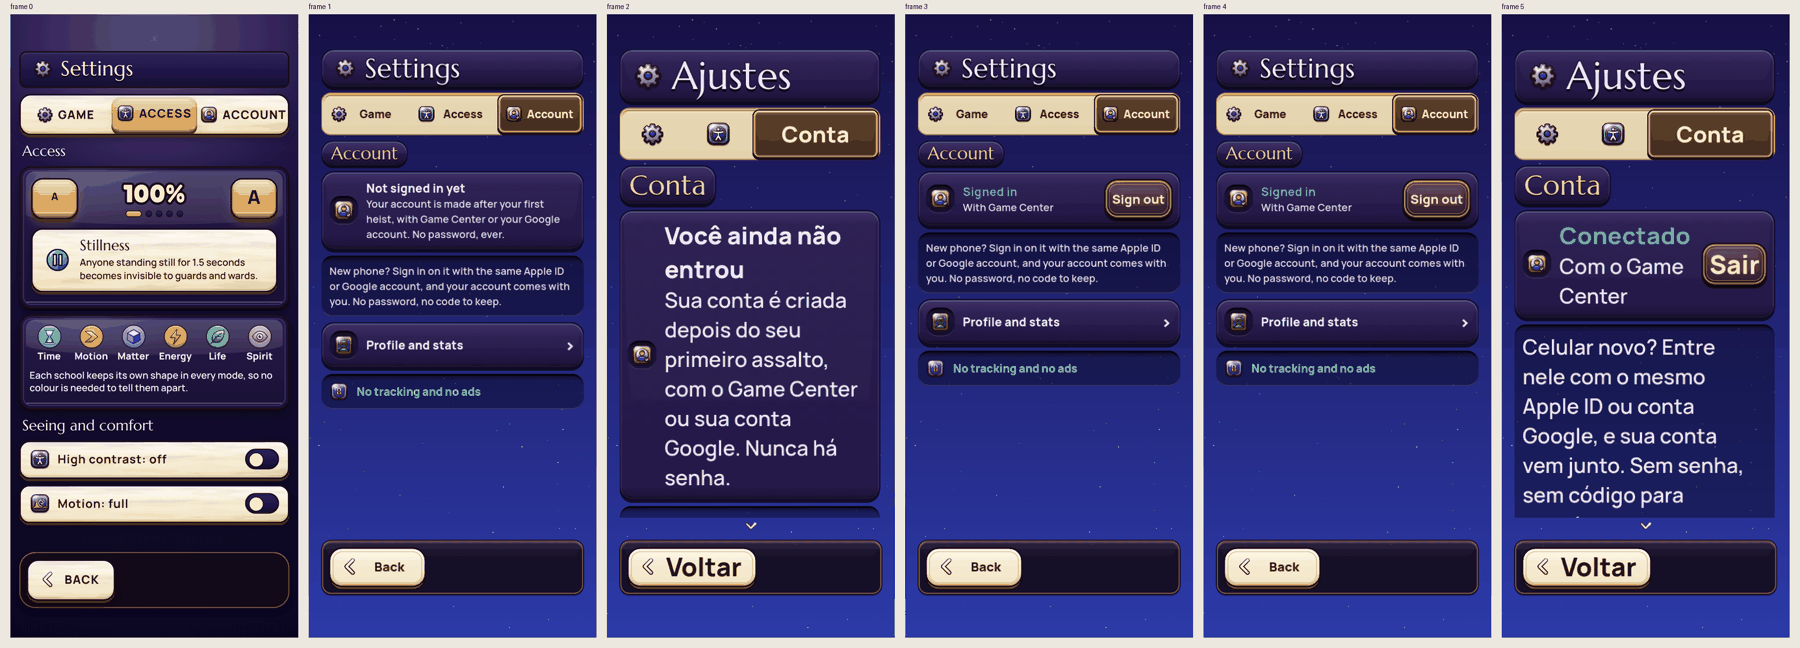 frame 0
Settings
GAME
ACCESS
ACCOUNT
Access
A
100%
A
Stillness
Anyone standing still for 1.5 seconds
becomes invisible to guards and wards.
Time
Motion
Matter
Energy
Life
Spirit
Each school keeps its own shape in every mode, so no
colour is needed to tell them apart.
Seeing and comfort
High contrast: off
Motion: full
BACK
frame 1
Settings
Game
Access
Account
Account
Not signed in yet
Your account is made after your first
heist, with Game Center or your Google
account. No password, ever.
New phone? Sign in on it with the same Apple ID
or Google account, and your account comes with
you. No password, no code to keep.
Profile and stats
No tracking and no ads
Back
frame 2
Ajustes
Conta
Conta
Você ainda não
entrou
Sua conta é criada
depois do seu
primeiro assalto,
com o Game Center
ou sua conta
Google. Nunca há
senha.
Voltar
frame 3
Settings
Game
Access
Account
Account
Signed in
With Game Center
Sign out
New phone? Sign in on it with the same Apple ID
or Google account, and your account comes with
you. No password, no code to keep.
Profile and stats
No tracking and no ads
Back
frame 4
Settings
Game
Access
Account
Account
Signed in
With Game Center
Sign out
New phone? Sign in on it with the same Apple ID
or Google account, and your account comes with
you. No password, no code to keep.
Profile and stats
No tracking and no ads
Back
frame 5
Ajustes
Conta
Conta
Conectado
Com o Game
Center
Sair
Celular novo? Entre
nele com o mesmo
Apple ID ou conta
Google, e sua conta
vem junto. Sem senha,
sem código para
Voltar